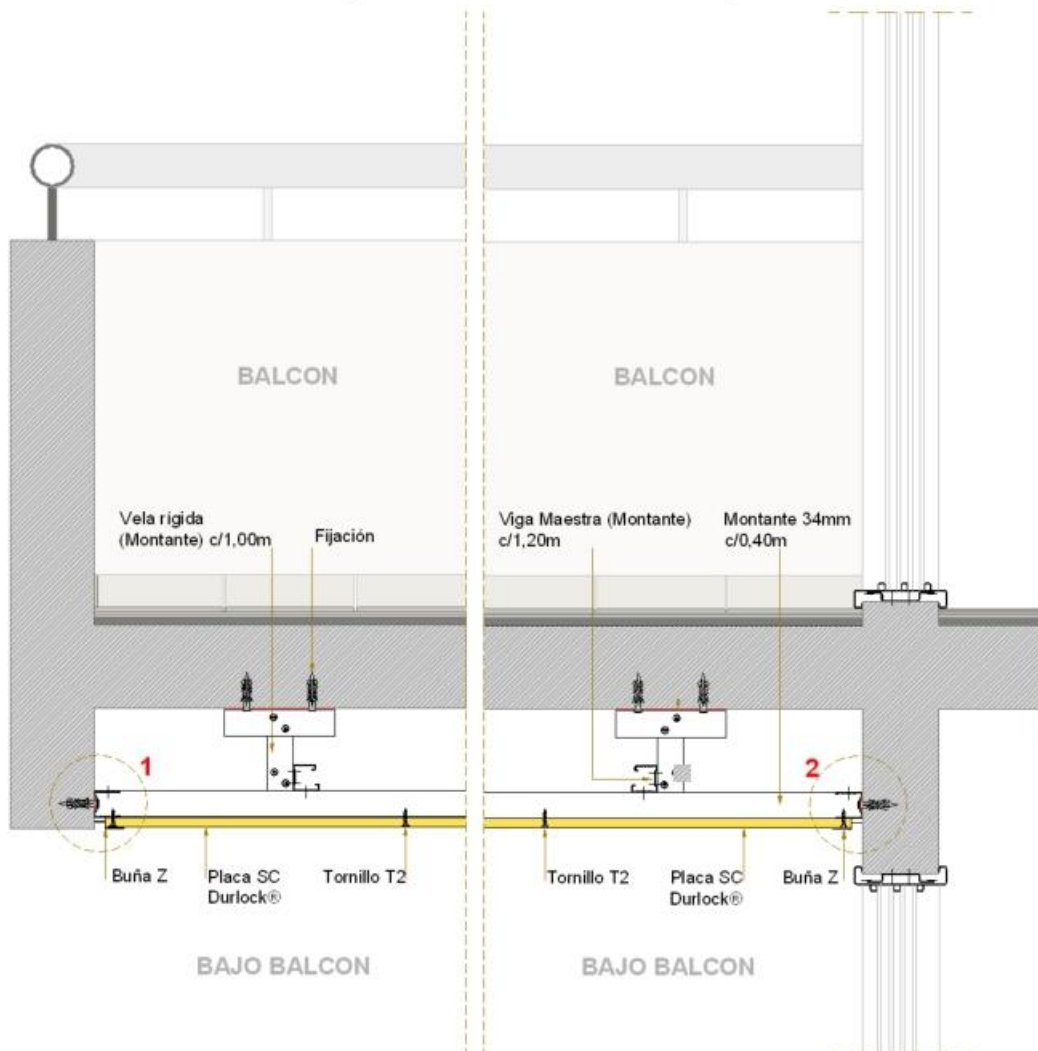 BALCON
BALCON
Vela rígida
(Montante) c/1,00m
Fijación
Viga Maestra (Montante)
c/1,20m
Montante 34mm
c/0,40m
1
2
Buña Z
Placa SC
Durlock®
Tornillo T2
Tornillo T2
Placa SC
Durlock®
Buña Z
BAJO BALCON
BAJO BALCON